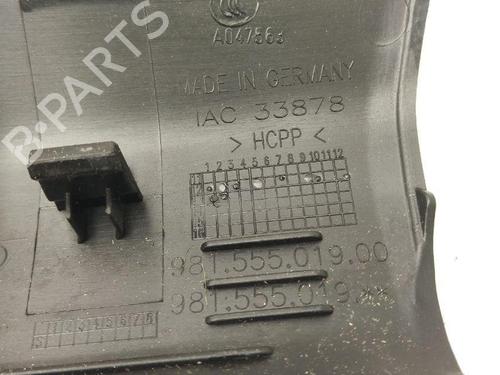 A047563
MADE IN GERMANY
IAC 33878
> HCPP <
1 2 3 4 5 6 7 8 9 10 11 12
981.555.019.00
981.555.019.××
B-PARTS